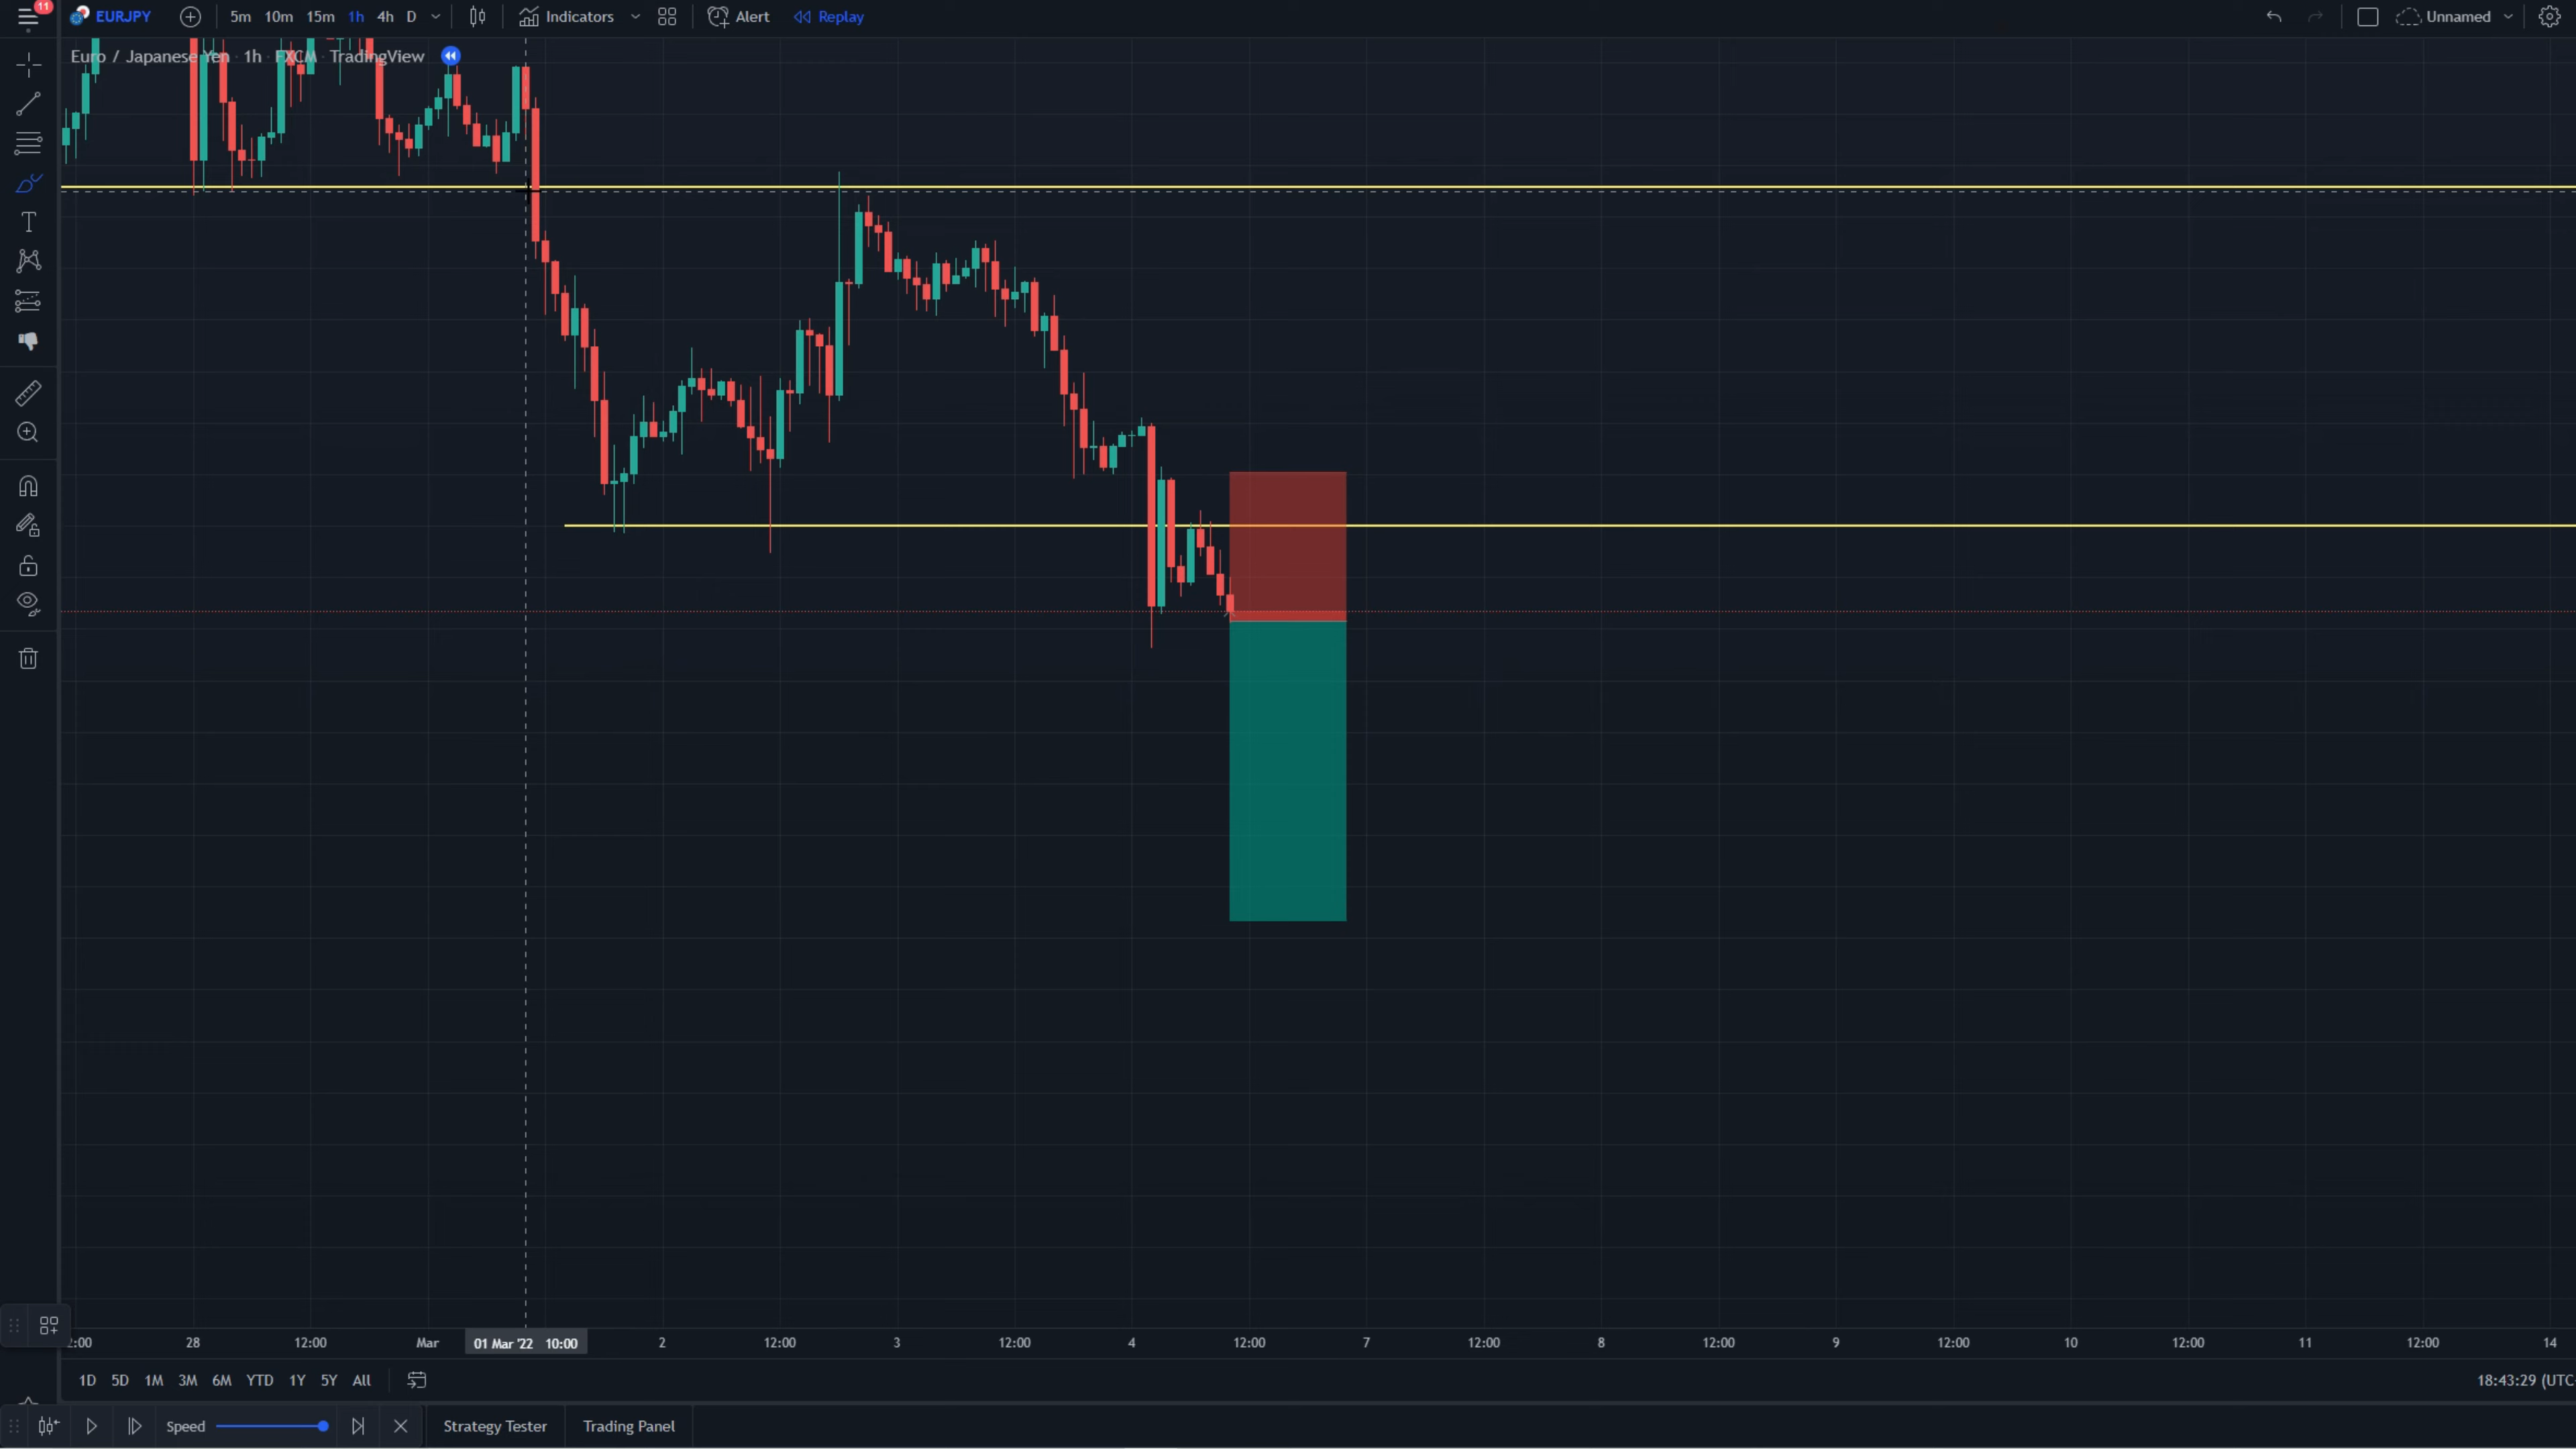 11
EURJPY 5m 10m 15m 1h 4h D Indicators Alert Replay Unnamed
Euro / Japanese Yen · 1h · FXCM · TradingView
2:00 28 12:00 Mar 01 Mar '22 10:00 2 12:00 3 12:00 4 12:00 7 12:00 8 12:00 9 12:00 10 12:00 11 12:00 14
1D 5D 1M 3M 6M YTD 1Y 5Y All 18:43:29 (UTC
Speed Strategy Tester Trading Panel